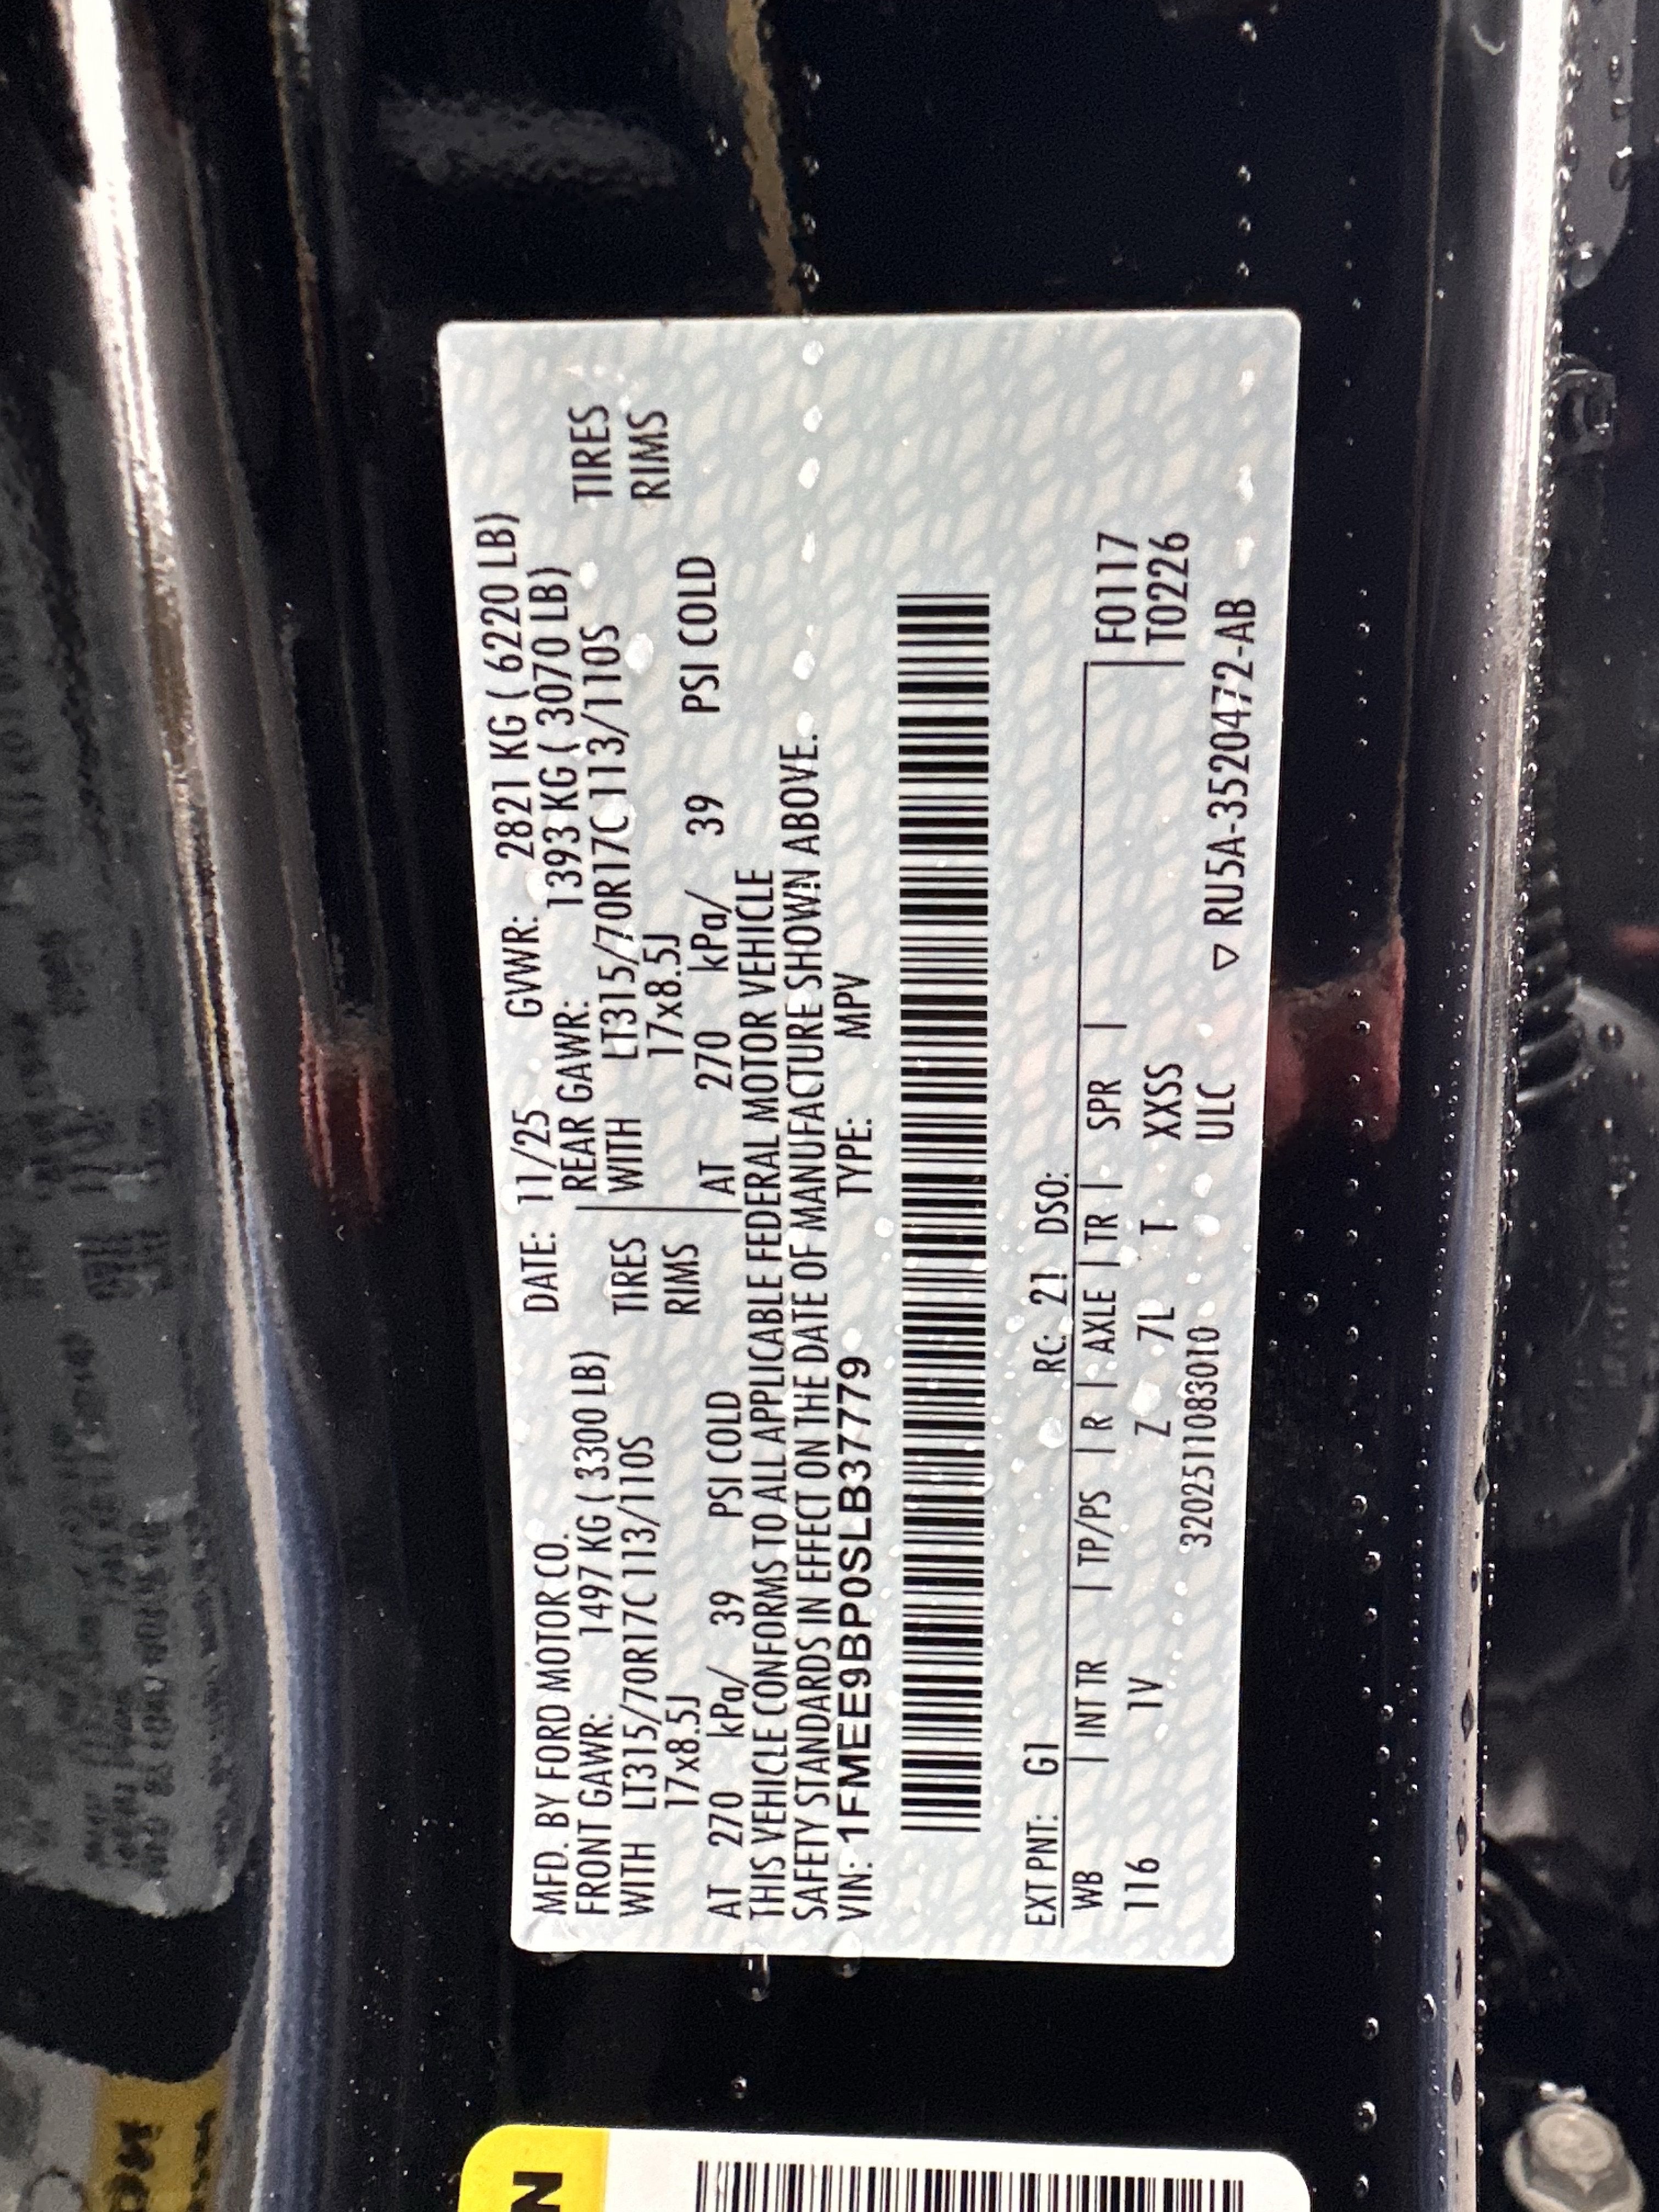 MFD. BY FORD MOTOR CO. DATE: 11/25 GVWR: 2821 KG ( 6220 LB)
FRONT GAWR: 1497 KG ( 3300 LB) REAR GAWR: 1393 KG ( 3070 LB)
WITH LT315/70R17C 113/110S TIRES WITH LT315/70R17C 113/110S TIRES
17x8.5J RIMS 17x8.5J RIMS
AT 270 kPa/ 39 PSI COLD AT 270 kPa/ 39 PSI COLD
THIS VEHICLE CONFORMS TO ALL APPLICABLE FEDERAL MOTOR VEHICLE
SAFETY STANDARDS IN EFFECT ON THE DATE OF MANUFACTURE SHOWN ABOVE.
VIN: 1FMEE9BP0SLB37779 TYPE: MPV
EXT PNT: G1 RC: 21 DSO:
WB | INT TR | TP/PS | R | AXLE | TR | SPR | F0117
116 1V Z 7L T XXSS T0226
3202511083010 ULC ▽ RU5A-3520472-AB
N